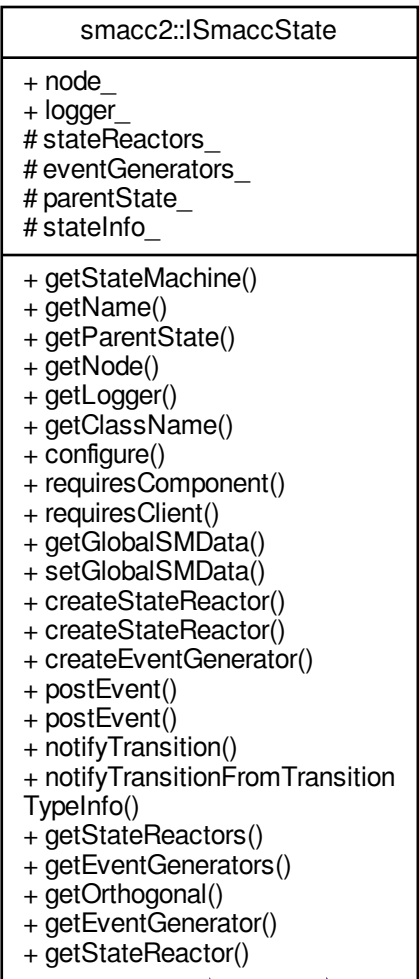 smacc2::ISmaccState
+ node_
+ logger_
# stateReactors_
# eventGenerators_
# parentState_
# stateInfo_
+ getStateMachine()
+ getName()
+ getParentState()
+ getNode()
+ getLogger()
+ getClassName()
+ configure()
+ requiresComponent()
+ requiresClient()
+ getGlobalSMData()
+ setGlobalSMData()
+ createStateReactor()
+ createStateReactor()
+ createEventGenerator()
+ postEvent()
+ postEvent()
+ notifyTransition()
+ notifyTransitionFromTransition
TypeInfo()
+ getStateReactors()
+ getEventGenerators()
+ getOrthogonal()
+ getEventGenerator()
+ getStateReactor()